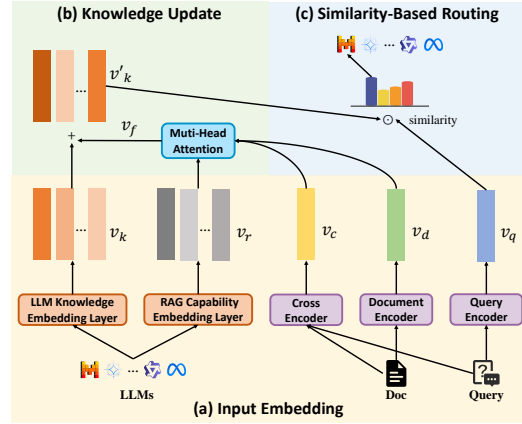 (b) Knowledge Update
(c) Similarity-Based Routing
...
v'k
...
similarity
vf
+
Muti-Head
Attention
...
vk
...
vr
vc
vd
vq
LLM Knowledge
Embedding Layer
RAG Capability
Embedding Layer
Cross
Encoder
Document
Encoder
Query
Encoder
...
LLMs
Doc
Query
(a) Input Embedding